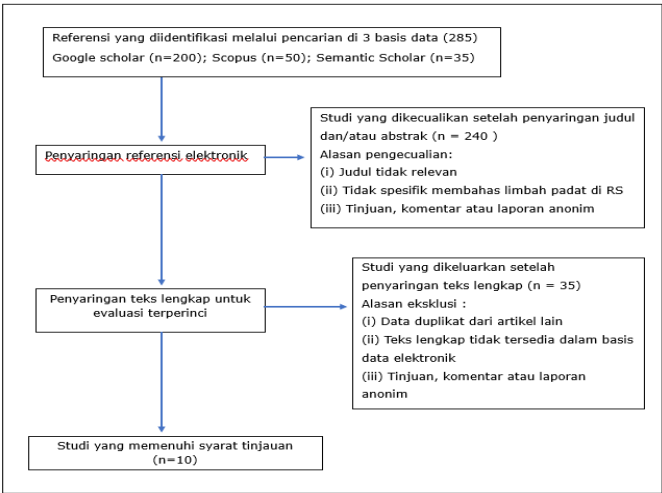 Referensi yang diidentifikasi melalui pencarian di 3 basis data (285)
Google scholar (n=200); Scopus (n=50); Semantic Scholar (n=35)
Studi yang dikecualikan setelah penyaringan judul
dan/atau abstrak (n = 240 )
Alasan pengecualian:
(i) Judul tidak relevan
(ii) Tidak spesifik membahas limbah padat di RS
(iii) Tinjuan, komentar atau laporan anonim
Penyaringan referensi elektronik
Studi yang dikeluarkan setelah
penyaringan teks lengkap (n = 35)
Alasan eksklusi :
(i) Data duplikat dari artikel lain
(ii) Teks lengkap tidak tersedia dalam basis
data elektronik
(iii) Tinjuan, komentar atau laporan
anonim
Penyaringan teks lengkap untuk
evaluasi terperinci
Studi yang memenuhi syarat tinjauan
(n=10)